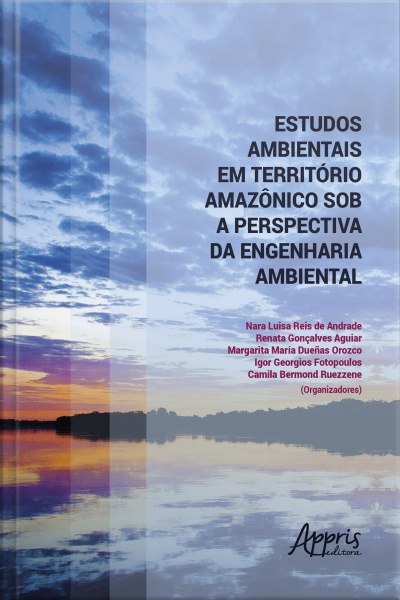 ESTUDOS
AMBIENTAIS
EM TERRITÓRIO
AMAZÔNICO SOB
A PERSPECTIVA
DA ENGENHARIA
AMBIENTAL
Nara Luisa Reis de Andrade
Renata Gonçalves Aguiar
Margarita María Dueñas Orozco
Igor Georgios Fotopoulos
Camila Bermond Ruezzene
(Organizadores)
Appris
editora